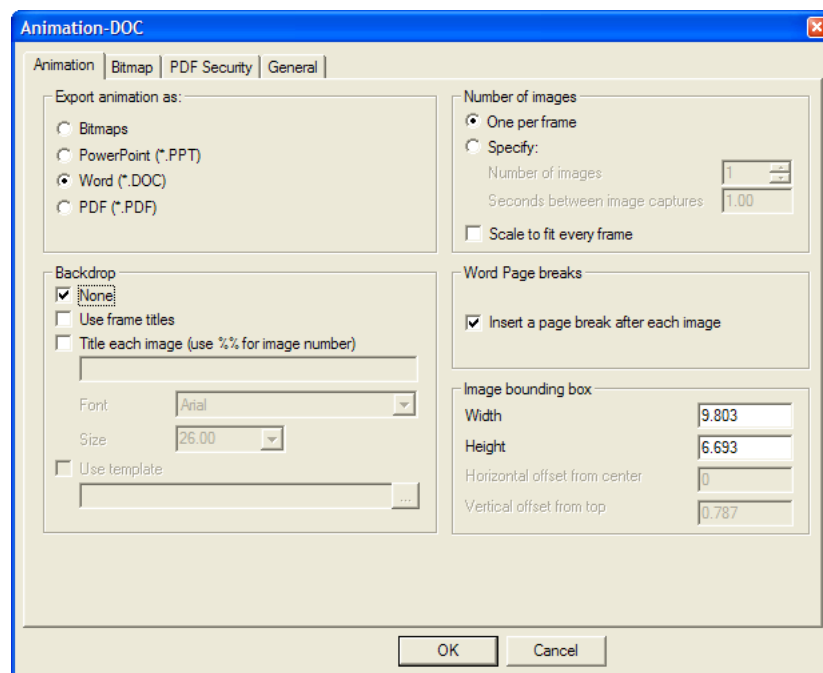 Animation-DOC
Animation
Bitmap
PDF Security
General
Export animation as:
Bitmaps
PowerPoint (*.PPT)
Word (*.DOC)
PDF (*.PDF)
Number of images
One per frame
Specify:
Number of images 1
Seconds between image captures 1.00
Scale to fit every frame
Backdrop
None
Use frame titles
Title each image (use %% for image number)
Font Arial
Size 26.00
Use template
...
Word Page breaks
Insert a page break after each image
Image bounding box
Width 9.803
Height 6.693
Horizontal offset from center 0
Vertical offset from top 0.787
OK
Cancel